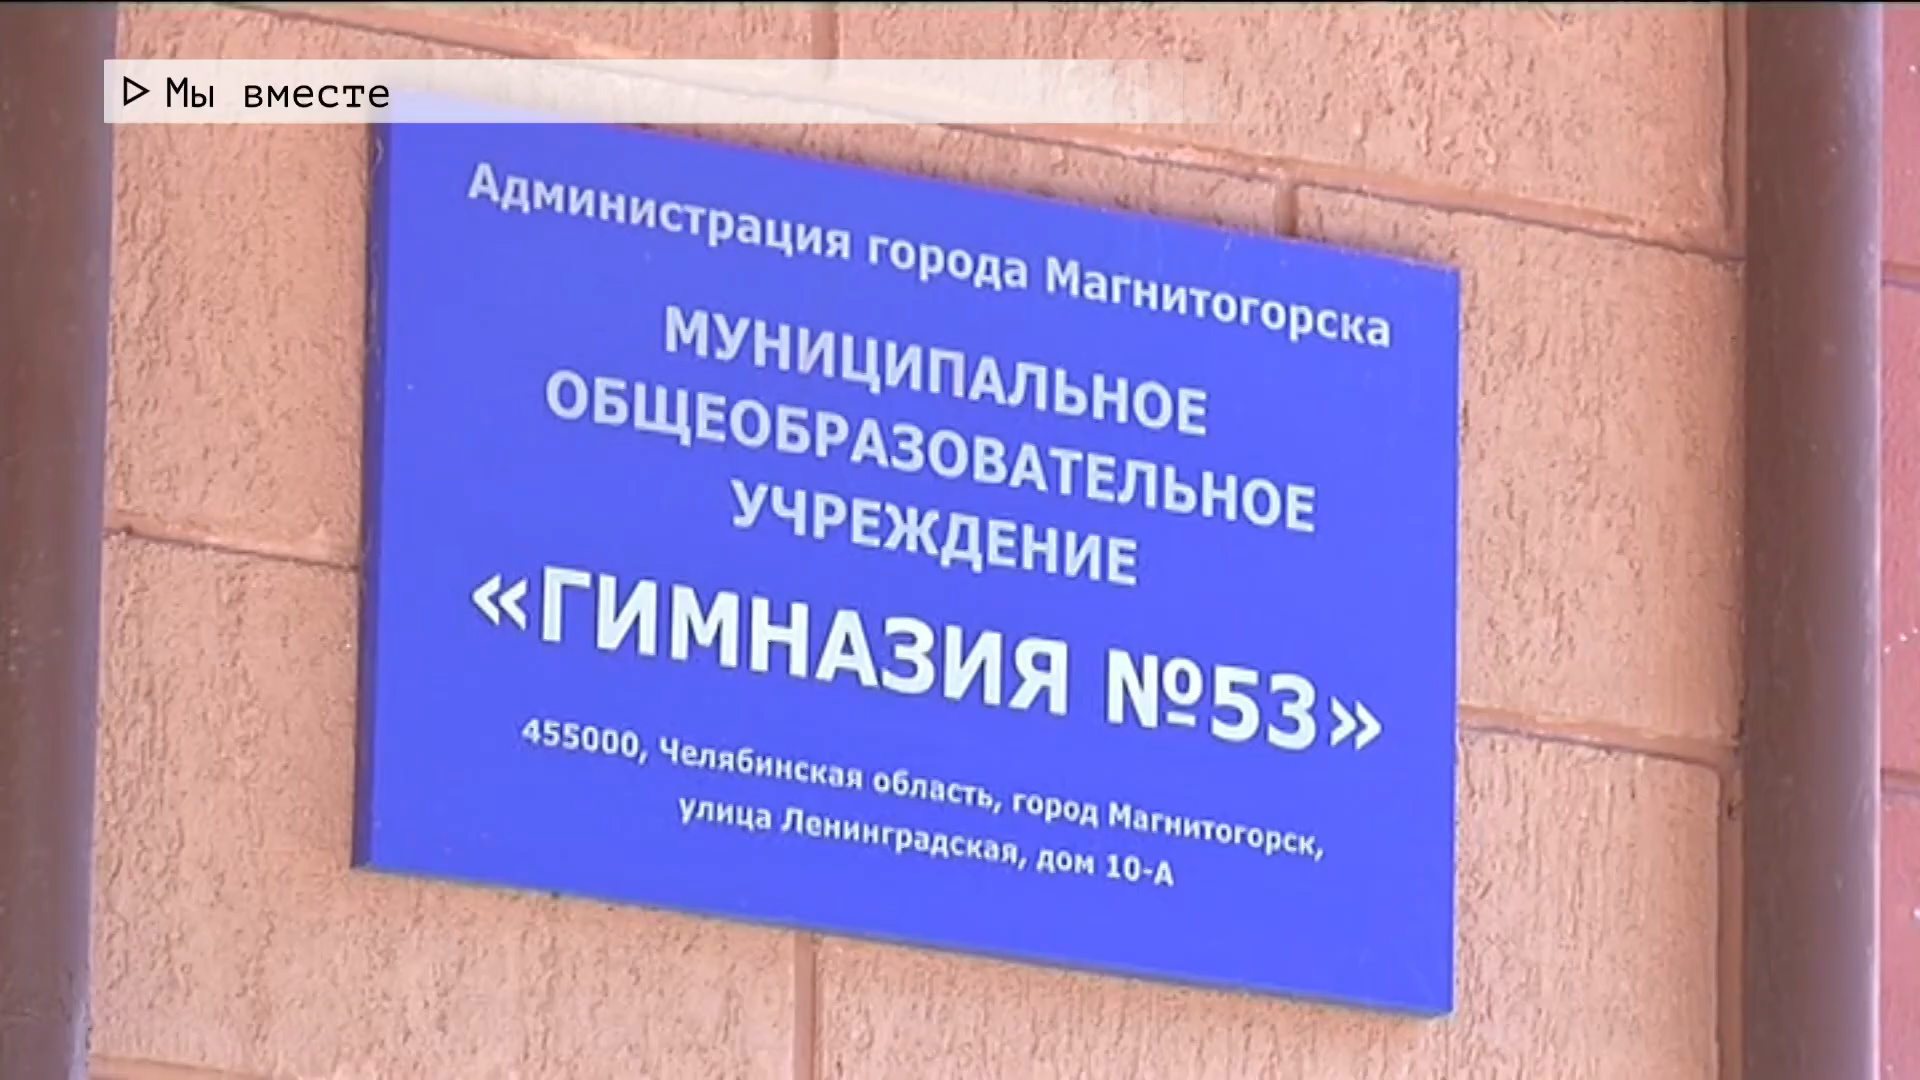 Мы вместе
Администрация города Магнитогорска
МУНИЦИПАЛЬНОЕ
ОБЩЕОБРАЗОВАТЕЛЬНОЕ
УЧРЕЖДЕНИЕ
«ГИМНАЗИЯ №53»
455000, Челябинская область, город Магнитогорск,
улица Ленинградская, дом 10-А